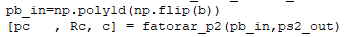 pb_in=np.poly1d(np.flip(b))
[pc   , Rc, c] = fatorar_p2(pb_in,ps2_out)